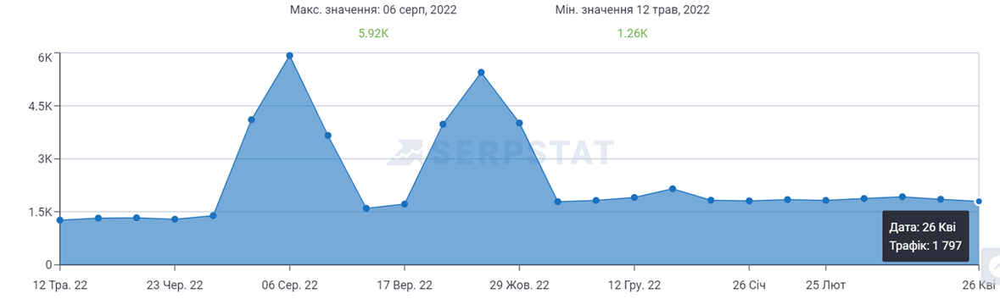 Макс. значення: 06 серп, 2022 Мін. значення 12 трав, 2022
5.92K 1.26K
6K
4.5K
3K
1.5K
0
SERPSTAT
Дата: 26 Кві
Трафік: 1 797
12 Тра. 22 23 Чер. 22 06 Сер. 22 17 Вер. 22 29 Жов. 22 12 Гру. 22 26 Січ 25 Лют 26 Кві